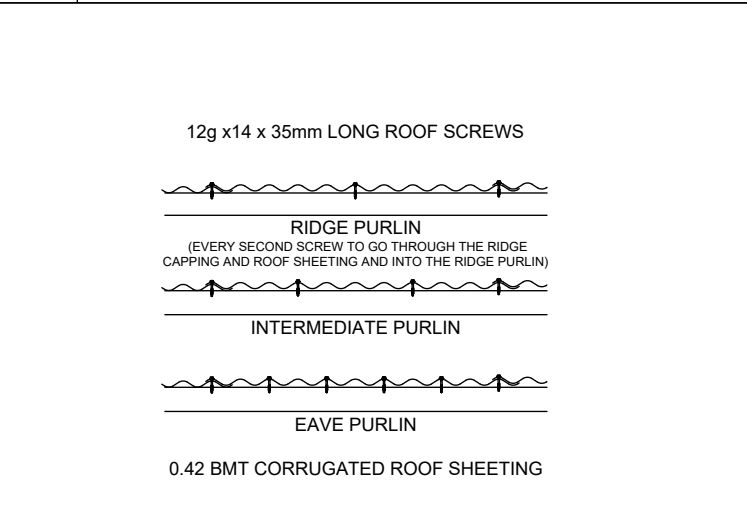 12g x14 x 35mm LONG ROOF SCREWS
RIDGE PURLIN
(EVERY SECOND SCREW TO GO THROUGH THE RIDGE
CAPPING AND ROOF SHEETING AND INTO THE RIDGE PURLIN)
INTERMEDIATE PURLIN
EAVE PURLIN
0.42 BMT CORRUGATED ROOF SHEETING